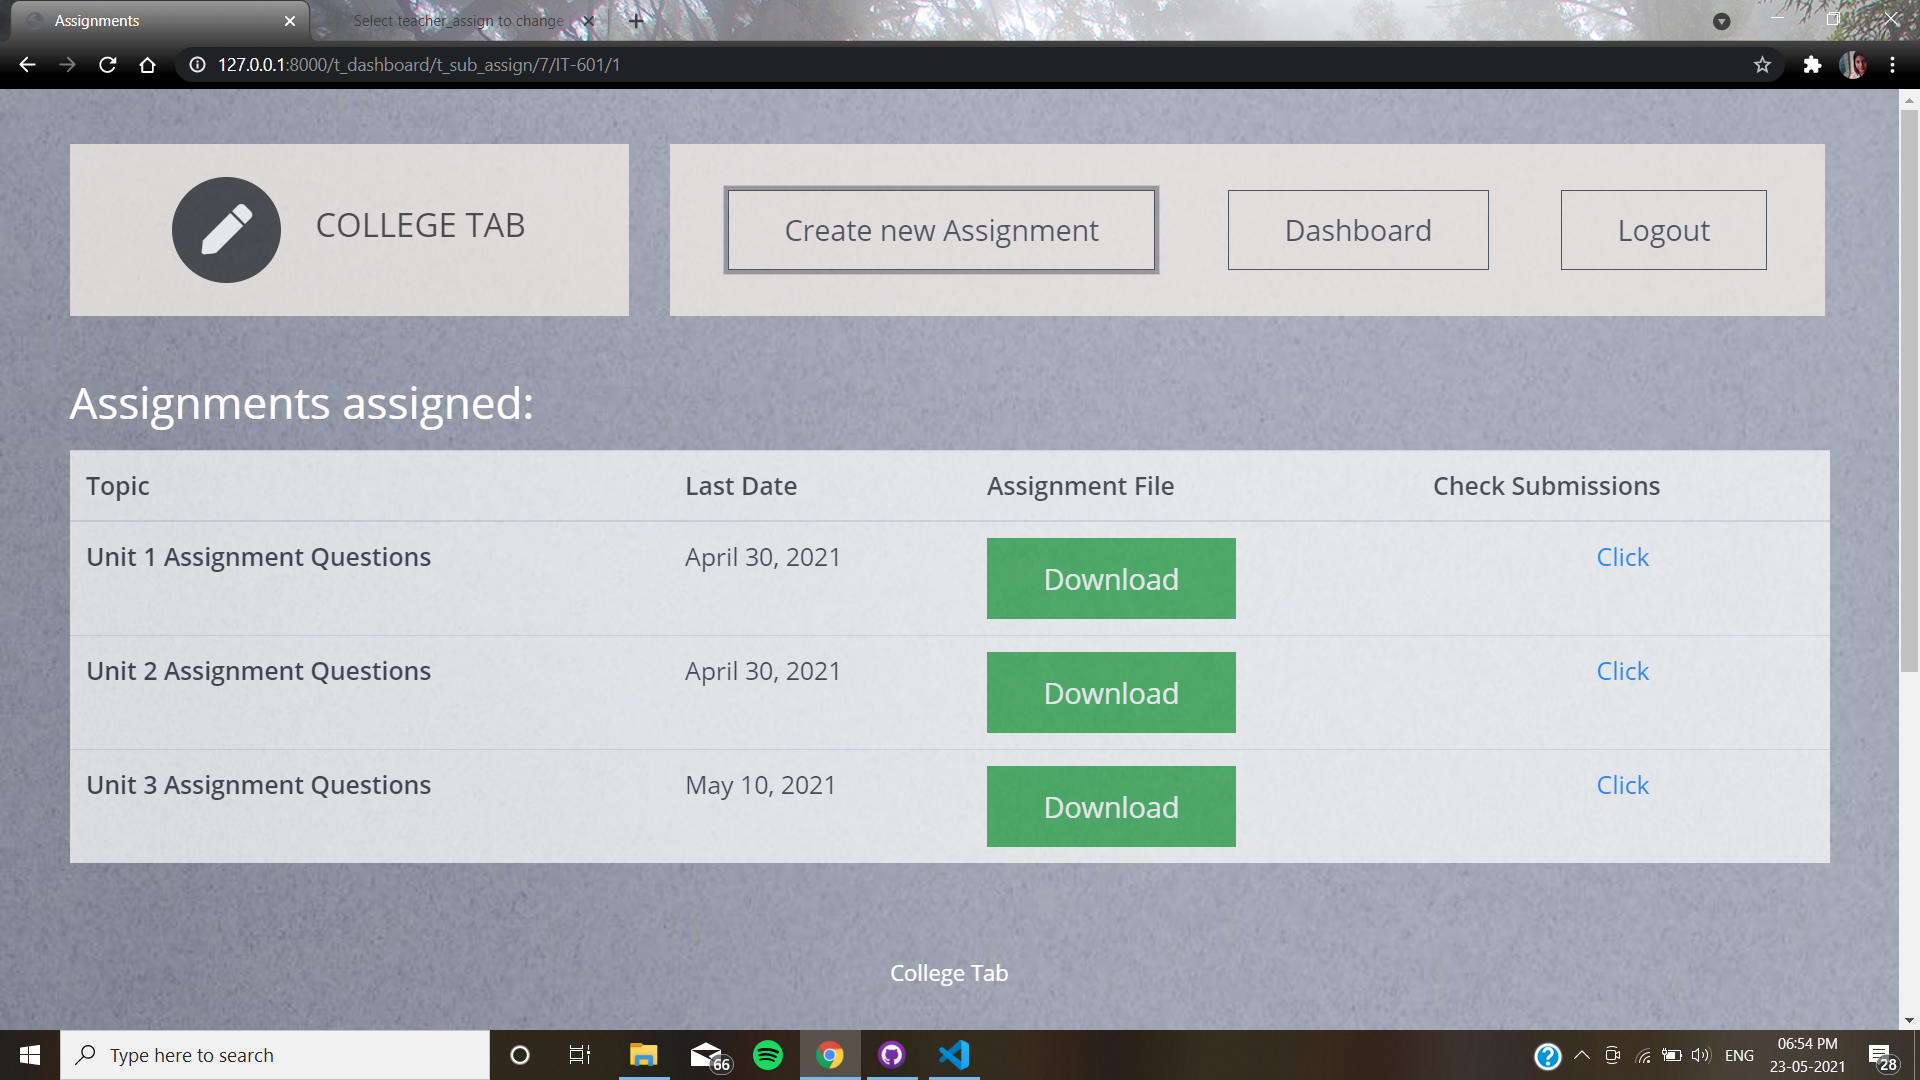 Assignments
Select teacher_assign to change
127.0.0.1:8000/t_dashboard/t_sub_assign/7/IT-601/1
COLLEGE TAB
Create new Assignment
Dashboard
Logout
Assignments assigned:
Topic Last Date Assignment File Check Submissions
Unit 1 Assignment Questions April 30, 2021 Download Click
Unit 2 Assignment Questions April 30, 2021 Download Click
Unit 3 Assignment Questions May 10, 2021 Download Click
College Tab
Type here to search
66
ENG
06:54 PM
23-05-2021
28